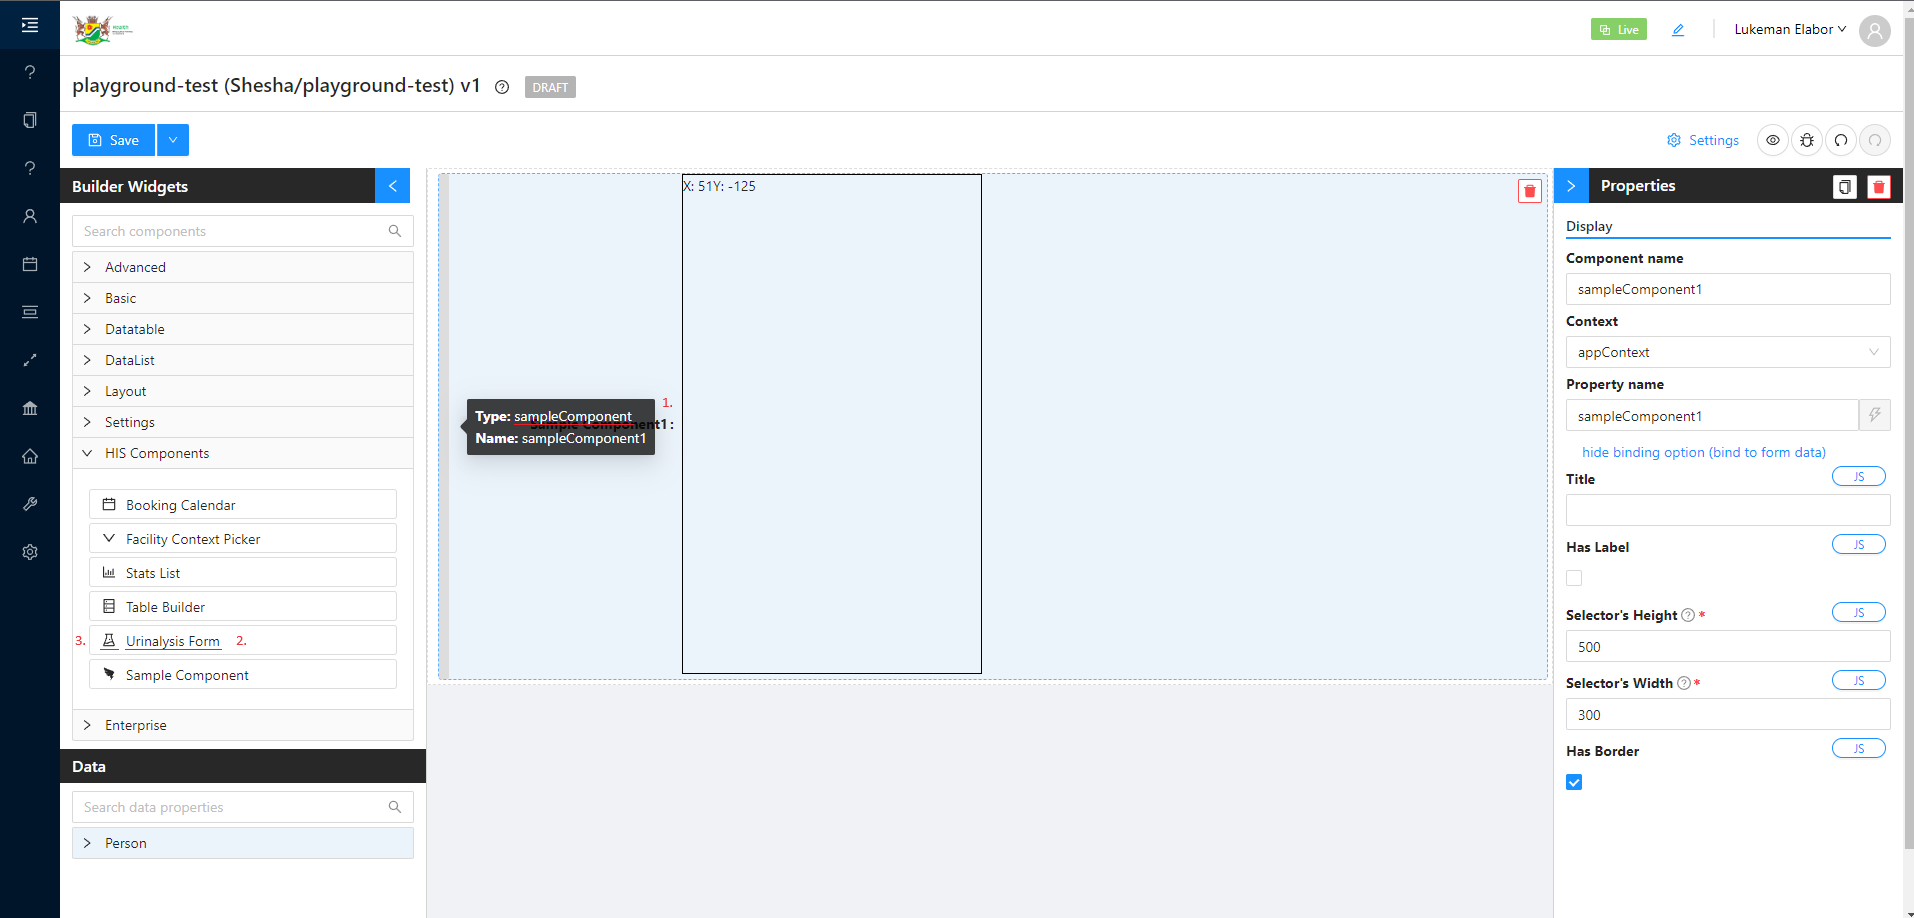 Live
Lukeman Elabor
playground-test (Shesha/playground-test) v1
DRAFT
Save
Settings
Builder Widgets
Search components
Advanced
Basic
Datatable
DataList
Layout
Settings
HIS Components
Booking Calendar
Facility Context Picker
Stats List
Table Builder
3. Urinalysis Form 2.
Sample Component
Enterprise
Data
Search data properties
Person
X: 51Y: -125
1.
Type: sampleComponent
Sample Component1 :
Name: sampleComponent1
Properties
Display
Component name
sampleComponent1
Context
appContext
Property name
sampleComponent1
hide binding option (bind to form data)
Title JS
Has Label JS
Selector's Height * JS
500
Selector's Width * JS
300
Has Border JS